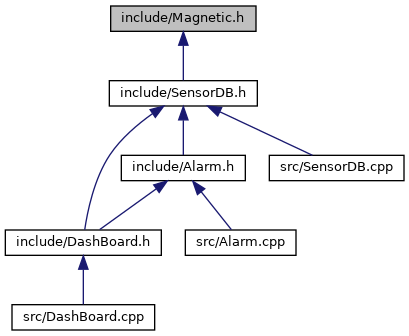 include/Magnetic.h
include/SensorDB.h
include/Alarm.h
src/SensorDB.cpp
include/DashBoard.h
src/Alarm.cpp
src/DashBoard.cpp